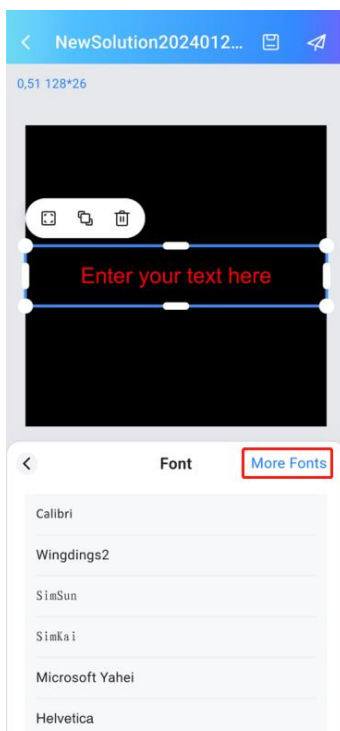 NewSolution2024012...
0,51 128*26
Enter your text here
Font More Fonts
Calibri
Wingdings2
SimSun
SimKai
Microsoft Yahei
Helvetica